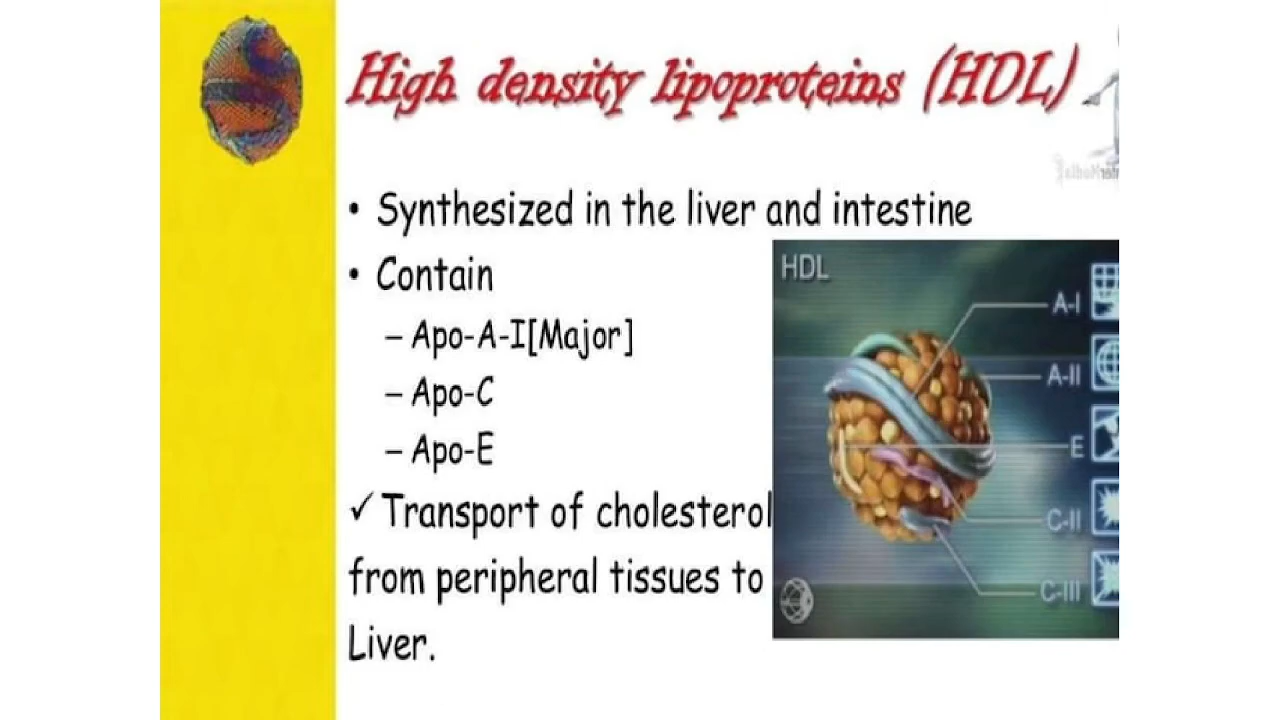 High density lipoproteins (HDL)
• Synthesized in the liver and intestine
• Contain
– Apo-A-I[Major]
– Apo-C
– Apo-E
✓ Transport of cholesterol
from peripheral tissues to
Liver.
HDL
A-I
A-II
E
C-II
C-III